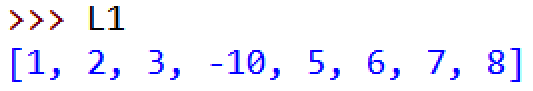 >>> L1
[1, 2, 3, -10, 5, 6, 7, 8]